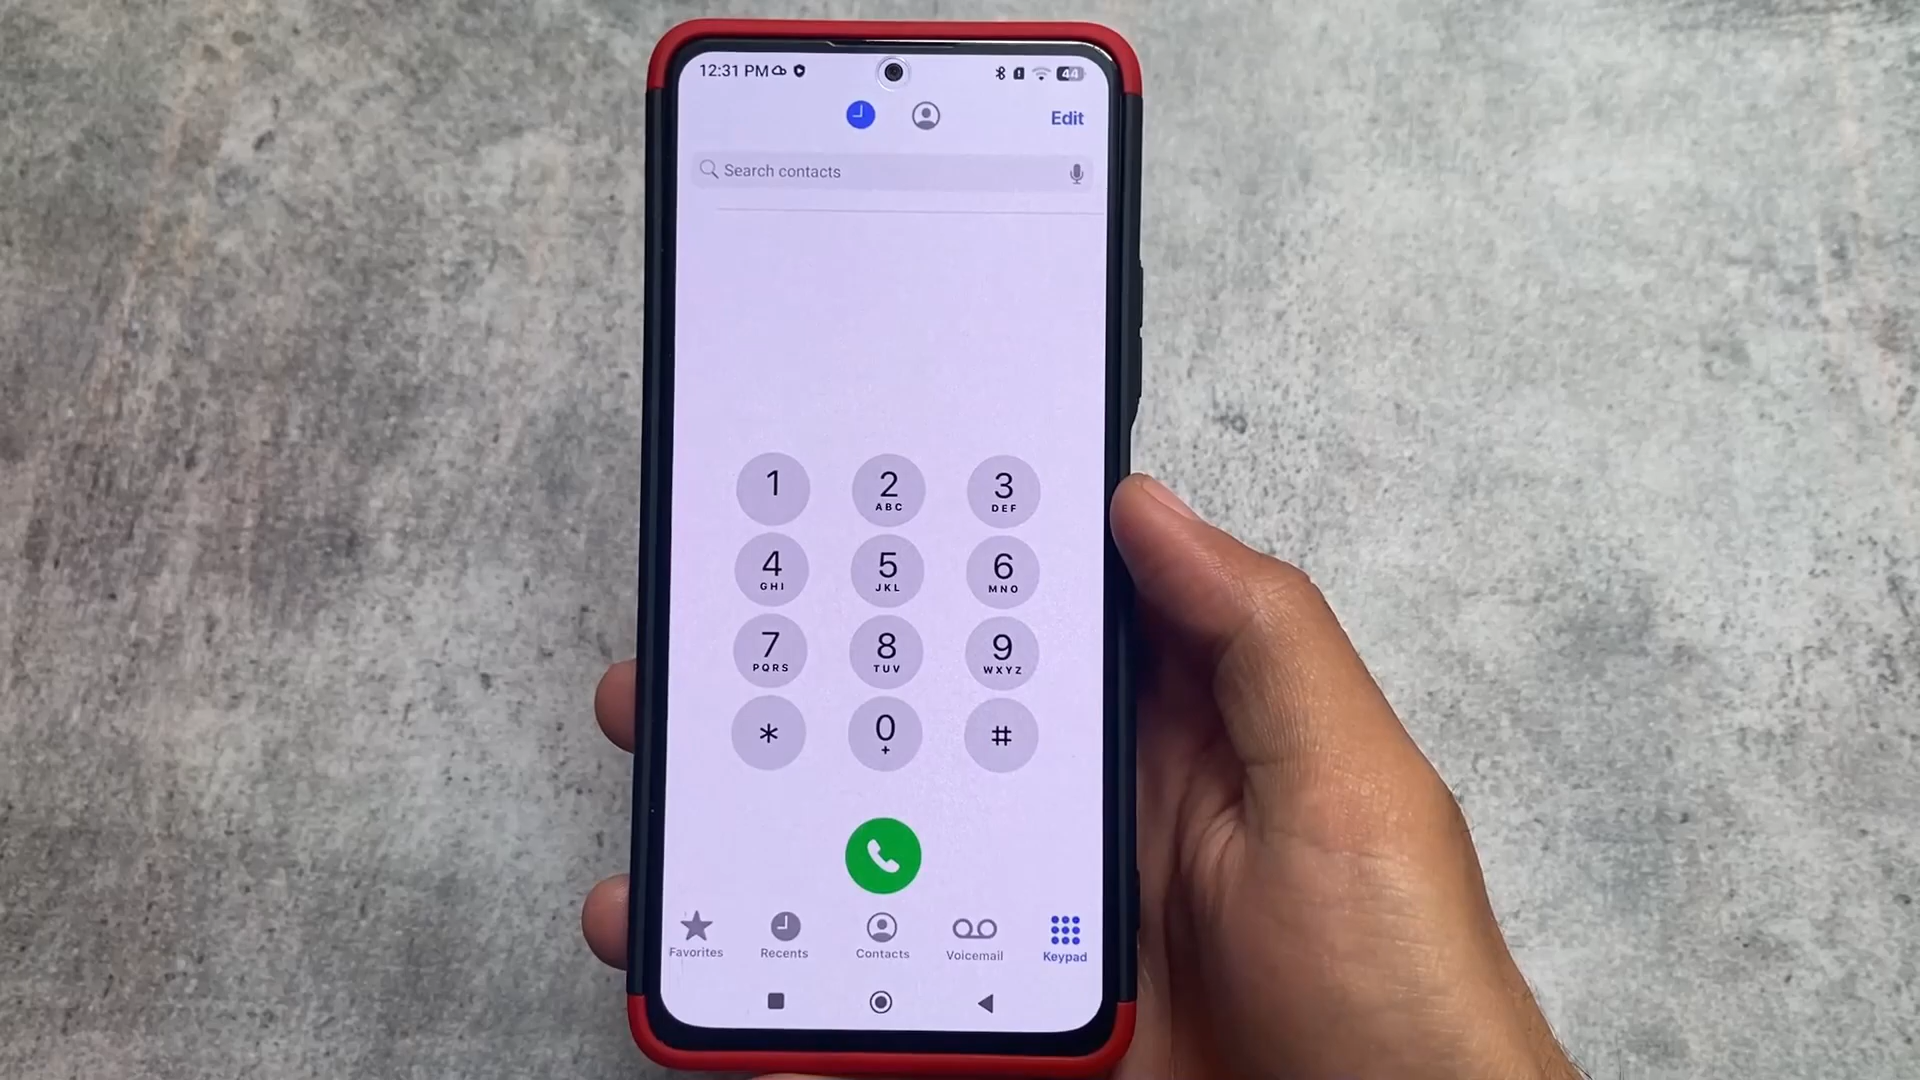 12:31 PM
44
Edit
Search contacts
1 2 3
ABC DEF
4 5 6
GHI JKL MNO
7 8 9
PQRS TUV WXYZ
* 0 #
+
Favorites Recents Contacts Voicemail Keypad